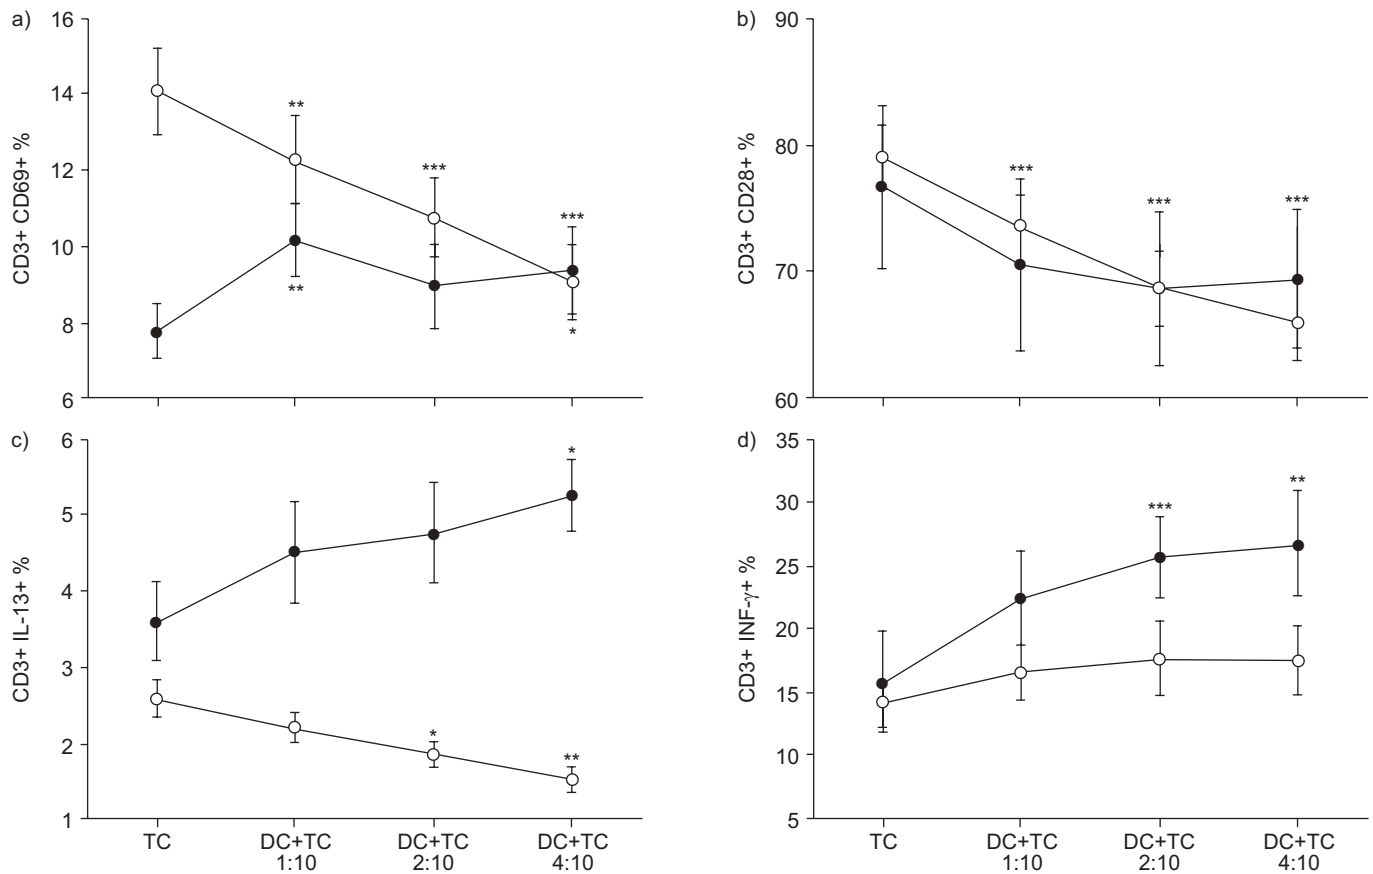 a)
16
14
12
10
8
6
CD3+ CD69+ %
**
**
***
***
*
b)
90
80
70
60
CD3+ CD28+ %
***
***
***
c)
6
5
4
3
2
1
CD3+ IL-13+ %
*
*
**
TC
DC+TC
1:10
DC+TC
2:10
DC+TC
4:10
d)
35
30
25
20
15
10
5
CD3+ INF-γ+ %
***
**
TC
DC+TC
1:10
DC+TC
2:10
DC+TC
4:10